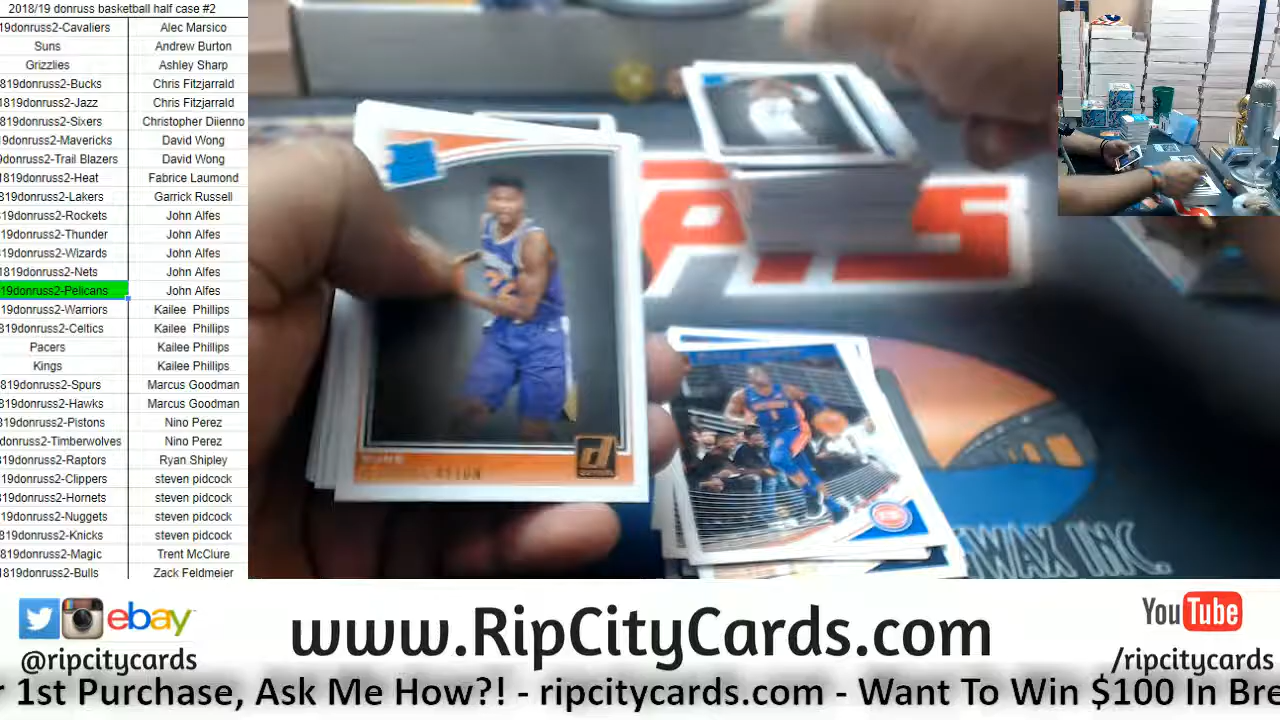 2018/19 donruss basketball half case #2
19donruss2-Cavaliers Alec Marsico
Suns Andrew Burton
Grizzlies Ashley Sharp
1819donruss2-Bucks Chris Fitzjarrald
1819donruss2-Jazz Chris Fitzjarrald
819donruss2-Sixers Christopher Diienno
19donruss2-Mavericks David Wong
donruss2-Trail Blazers David Wong
819donruss2-Heat Fabrice Laumond
819donruss2-Lakers Garrick Russell
19donruss2-Rockets John Alfes
19donruss2-Thunder John Alfes
19donruss2-Wizards John Alfes
1819donruss2-Nets John Alfes
19donruss2-Pelicans John Alfes
19donruss2-Warriors Kailee Phillips
1819donruss2-Celtics Kailee Phillips
Pacers Kailee Phillips
Kings Kailee Phillips
819donruss2-Spurs Marcus Goodman
819donruss2-Hawks Marcus Goodman
819donruss2-Pistons Nino Perez
donruss2-Timberwolves Nino Perez
19donruss2-Raptors Ryan Shipley
819donruss2-Clippers steven pidcock
19donruss2-Hornets steven pidcock
19donruss2-Nuggets steven pidcock
819donruss2-Knicks steven pidcock
819donruss2-Magic Trent McClure
1819donruss2-Bulls Zack Feldmeier
WAX INC.
ebay
@ripcitycards
www.RipCityCards.com
YouTube
/ripcitycards
1st Purchase, Ask Me How?! - ripcitycards.com - Want To Win $100 In Bre